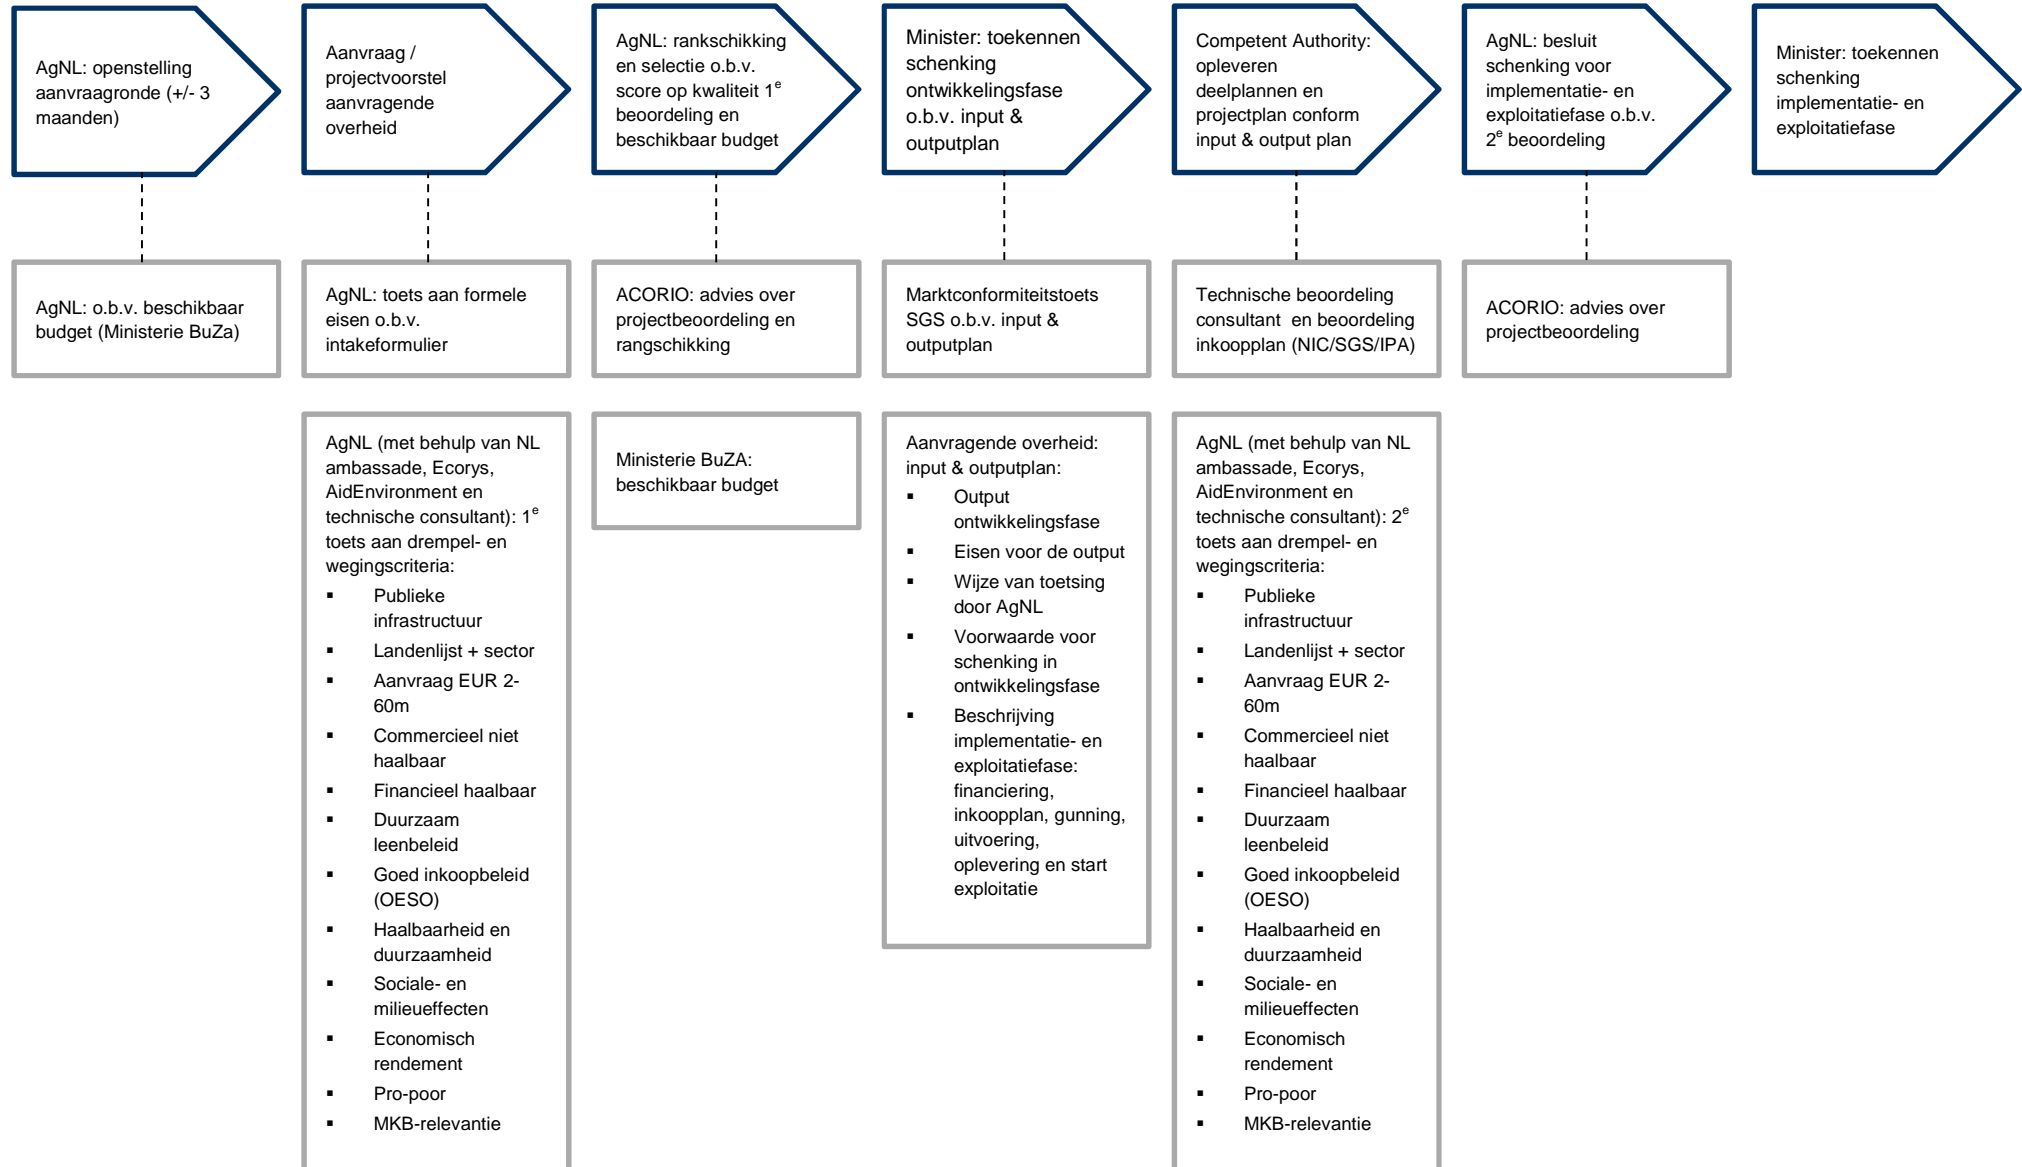 AgNL: openstelling
aanvraagronde (+/- 3
maanden)
Aanvraag /
projectvoorstel
aanvragende
overheid
AgNL: rankschikking
en selectie o.b.v.
score op kwaliteit 1e
beoordeling en
beschikbaar budget
Minister: toekennen
schenking
ontwikkelingsfase
o.b.v. input &
outputplan
Competent Authority:
opleveren
deelplannen en
projectplan conform
input & output plan
AgNL: besluit
schenking voor
implementatie- en
exploitatiefase o.b.v.
2e beoordeling
Minister: toekennen
schenking
implementatie- en
exploitatiefase
AgNL: o.b.v. beschikbaar
budget (Ministerie BuZa)
AgNL: toets aan formele
eisen o.b.v.
intakeformulier
ACORIO: advies over
projectbeoordeling en
rangschikking
Marktconformiteitstoets
SGS o.b.v. input &
outputplan
Technische beoordeling
consultant en beoordeling
inkoopplan (NIC/SGS/IPA)
ACORIO: advies over
projectbeoordeling
AgNL (met behulp van NL
ambassade, Ecorys,
AidEnvironment en
technische consultant): 1e
toets aan drempel- en
wegingscriteria:
▪ Publieke
infrastructuur
▪ Landenlijst + sector
▪ Aanvraag EUR 2-
60m
▪ Commercieel niet
haalbaar
▪ Financieel haalbaar
▪ Duurzaam
leenbeleid
▪ Goed inkoopbeleid
(OESO)
▪ Haalbaarheid en
duurzaamheid
▪ Sociale- en
milieueffecten
▪ Economisch
rendement
▪ Pro-poor
▪ MKB-relevantie
Ministerie BuZA:
beschikbaar budget
Aanvragende overheid:
input & outputplan:
▪ Output
ontwikkelingsfase
▪ Eisen voor de output
▪ Wijze van toetsing
door AgNL
▪ Voorwaarde voor
schenking in
ontwikkelingsfase
▪ Beschrijving
implementatie- en
exploitatiefase:
financiering,
inkoopplan, gunning,
uitvoering,
oplevering en start
exploitatie
AgNL (met behulp van NL
ambassade, Ecorys,
AidEnvironment en
technische consultant): 2e
toets aan drempel- en
wegingscriteria:
▪ Publieke
infrastructuur
▪ Landenlijst + sector
▪ Aanvraag EUR 2-
60m
▪ Commercieel niet
haalbaar
▪ Financieel haalbaar
▪ Duurzaam
leenbeleid
▪ Goed inkoopbeleid
(OESO)
▪ Haalbaarheid en
duurzaamheid
▪ Sociale- en
milieueffecten
▪ Economisch
rendement
▪ Pro-poor
▪ MKB-relevantie